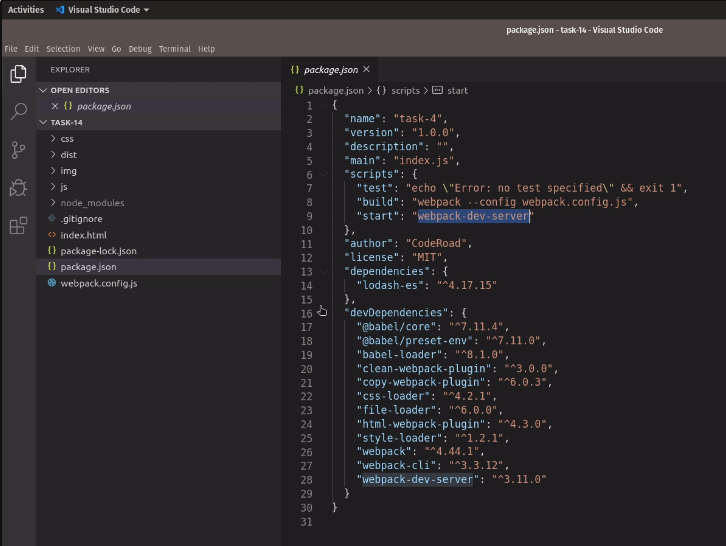 Activities Visual Studio Code
package.json - task-14 - Visual Studio Code
File Edit Selection View Go Debug Terminal Help
EXPLORER
OPEN EDITORS
{} package.json
TASK-14
css
dist
img
js
node_modules
.gitignore
<> index.html
{} package-lock.json
{} package.json
webpack.config.js
{} package.json
{} package.json > {} scripts > start
1 {
2 "name": "task-4",
3 "version": "1.0.0",
4 "description": "",
5 "main": "index.js",
6 "scripts": {
7 "test": "echo \"Error: no test specified\" && exit 1",
8 "build": "webpack --config webpack.config.js",
9 "start": "webpack-dev-server"
10 },
11 "author": "CodeRoad",
12 "license": "MIT",
13 "dependencies": {
14 "lodash-es": "^4.17.15"
15 },
16 "devDependencies": {
17 "@babel/core": "^7.11.4",
18 "@babel/preset-env": "^7.11.0",
19 "babel-loader": "^8.1.0",
20 "clean-webpack-plugin": "^3.0.0",
21 "copy-webpack-plugin": "^6.0.3",
22 "css-loader": "^4.2.1",
23 "file-loader": "^6.0.0",
24 "html-webpack-plugin": "^4.3.0",
25 "style-loader": "^1.2.1",
26 "webpack": "^4.44.1",
27 "webpack-cli": "^3.3.12",
28 "webpack-dev-server": "^3.11.0"
29 }
30 }
31